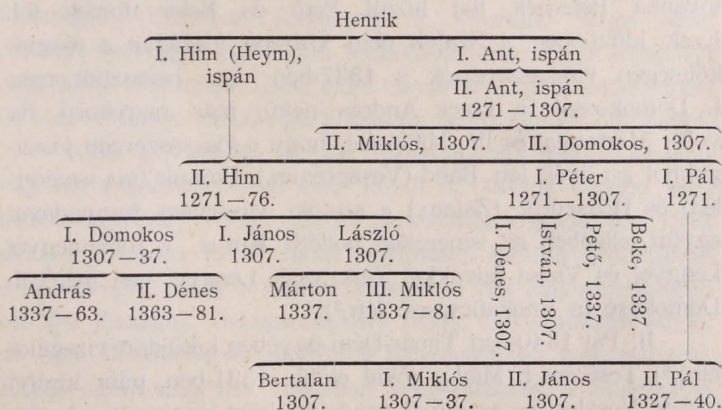 Henrik
I. Him (Heym), ispán
I. Ant, ispán
II. Ant, ispán
1271—1307.
II. Miklós, 1307. II. Domokos, 1307.
II. Him
1271—76.
I. Péter
1271—1307.
I. Pál
1271.
I. Domokos
1307—37.
I. János
1307.
László
1307.
I. Dénes, 1307.
István, 1307.
Pető, 1337.
Beke 1337.
András
1337—63.
II. Dénes
1363—81.
Márton
1337.
III. Miklós
1337—81.
Bertalan
1307.
I. Miklós
1307—37.
II. János
1307.
II. Pál
1327—40.